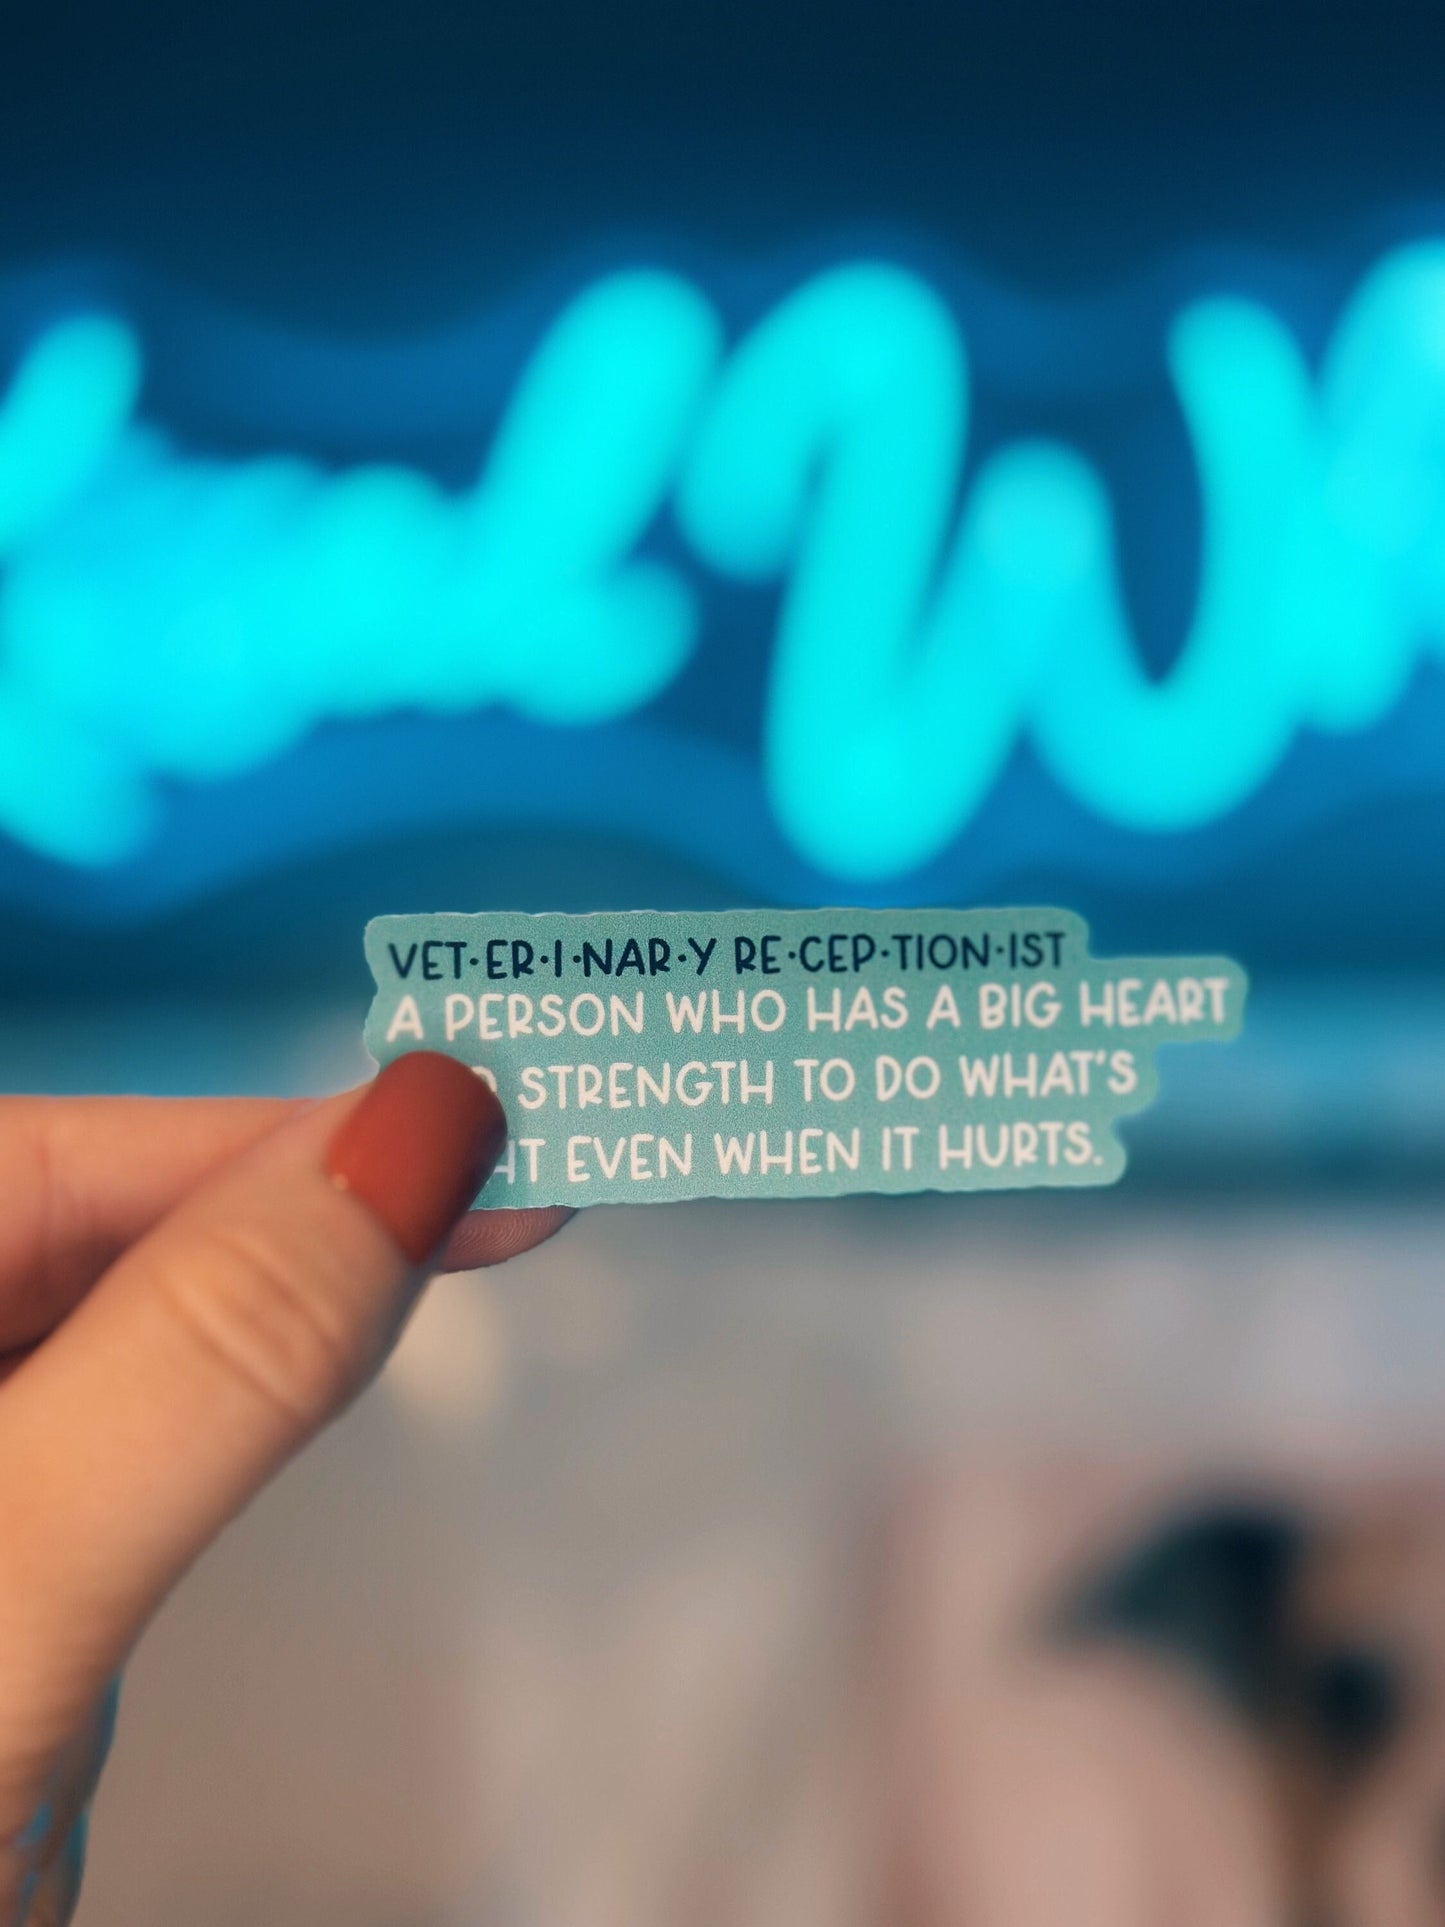 VET·ER·I·NAR·Y RE·CEP·TION·IST
A PERSON WHO HAS A BIG HEART
STRENGTH TO DO WHAT'S
EVEN WHEN IT HURTS.